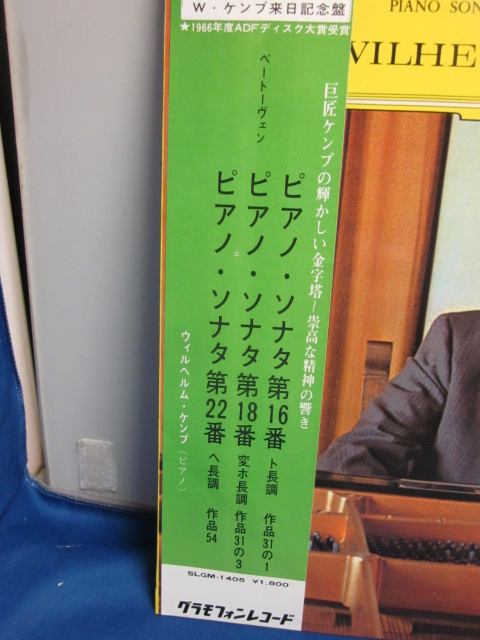 W・ケンプ来日記念盤
★1966年度ADFディスク大賞受賞
巨匠ケンプの輝かしい金字塔〜崇高な精神の響き
ベートーヴェン
ピアノ・ソナタ第16番 ト長調 作品31の1
ピアノ・ソナタ第18番 変ホ長調 作品31の3
ピアノ・ソナタ第22番 ヘ長調 作品54
ウィルヘルム・ケンプ(ピアノ)
SLGM-1405 ¥1,800
グラモフォンレコード
PIANO SON
VILHE